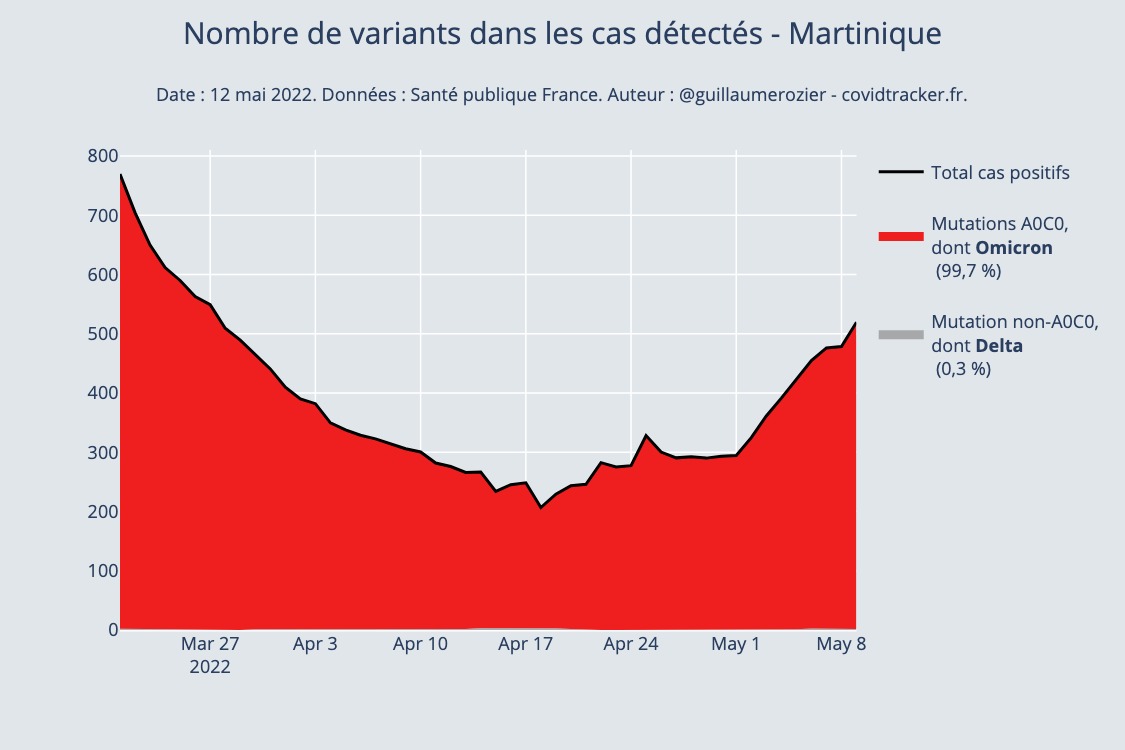 Nombre de variants dans les cas détectés - Martinique
Date : 12 mai 2022. Données : Santé publique France. Auteur : @guillaumerozier - covidtracker.fr.
800
700
600
500
400
300
200
100
0
Mar 27
2022
Apr 3
Apr 10
Apr 17
Apr 24
May 1
May 8
Total cas positifs
Mutations A0C0,
dont Omicron
(99,7 %)
Mutation non-A0C0,
dont Delta
(0,3 %)